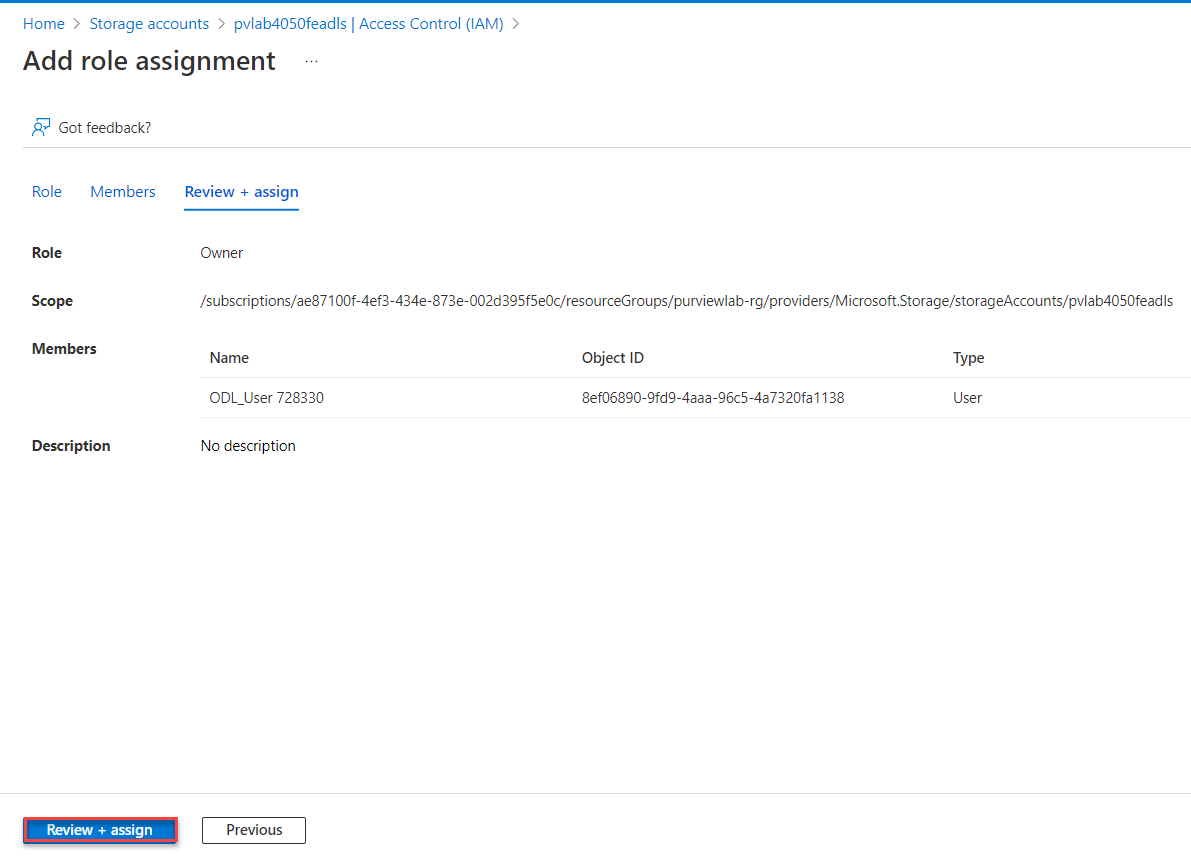 Home > Storage accounts > pvlab4050feadls | Access Control (IAM) >
Add role assignment ...
Got feedback?
Role Members Review + assign
Role Owner
Scope /subscriptions/ae87100f-4ef3-434e-873e-002d395f5e0c/resourceGroups/purviewlab-rg/providers/Microsoft.Storage/storageAccounts/pvlab4050feadls
Members
Name Object ID Type
ODL_User 728330 8ef06890-9fd9-4aaa-96c5-4a7320fa1138 User
Description No description
Review + assign Previous